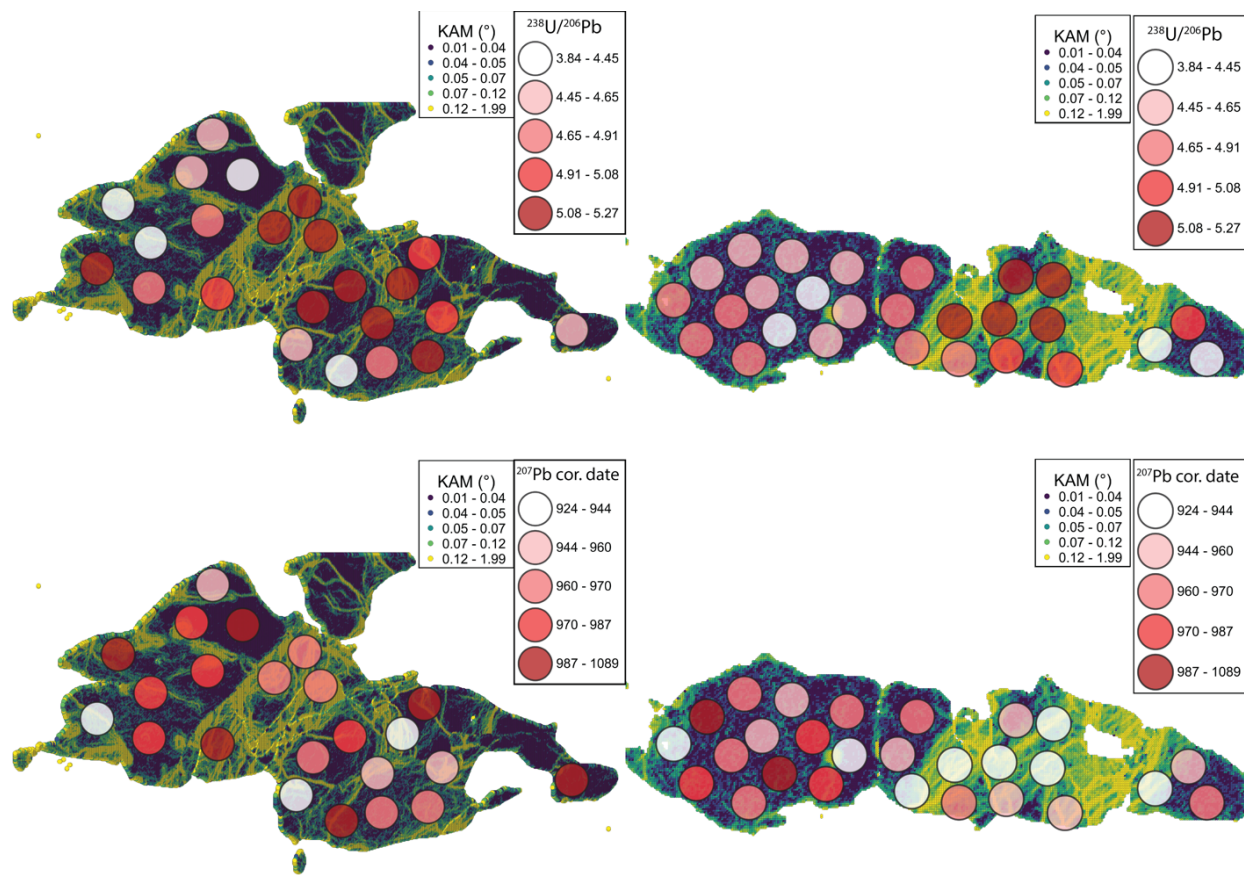 KAM (°)
0.01 - 0.04
0.04 - 0.05
0.05 - 0.07
0.07 - 0.12
0.12 - 1.99
²³⁸U/²⁰⁶Pb
3.84 - 4.45
4.45 - 4.65
4.65 - 4.91
4.91 - 5.08
5.08 - 5.27
KAM (°)
0.01 - 0.04
0.04 - 0.05
0.05 - 0.07
0.07 - 0.12
0.12 - 1.99
²³⁸U/²⁰⁶Pb
3.84 - 4.45
4.45 - 4.65
4.65 - 4.91
4.91 - 5.08
5.08 - 5.27
KAM (°)
0.01 - 0.04
0.04 - 0.05
0.05 - 0.07
0.07 - 0.12
0.12 - 1.99
²⁰⁷Pb cor. date
924 - 944
944 - 960
960 - 970
970 - 987
987 - 1089
KAM (°)
0.01 - 0.04
0.04 - 0.05
0.05 - 0.07
0.07 - 0.12
0.12 - 1.99
²⁰⁷Pb cor. date
924 - 944
944 - 960
960 - 970
970 - 987
987 - 1089